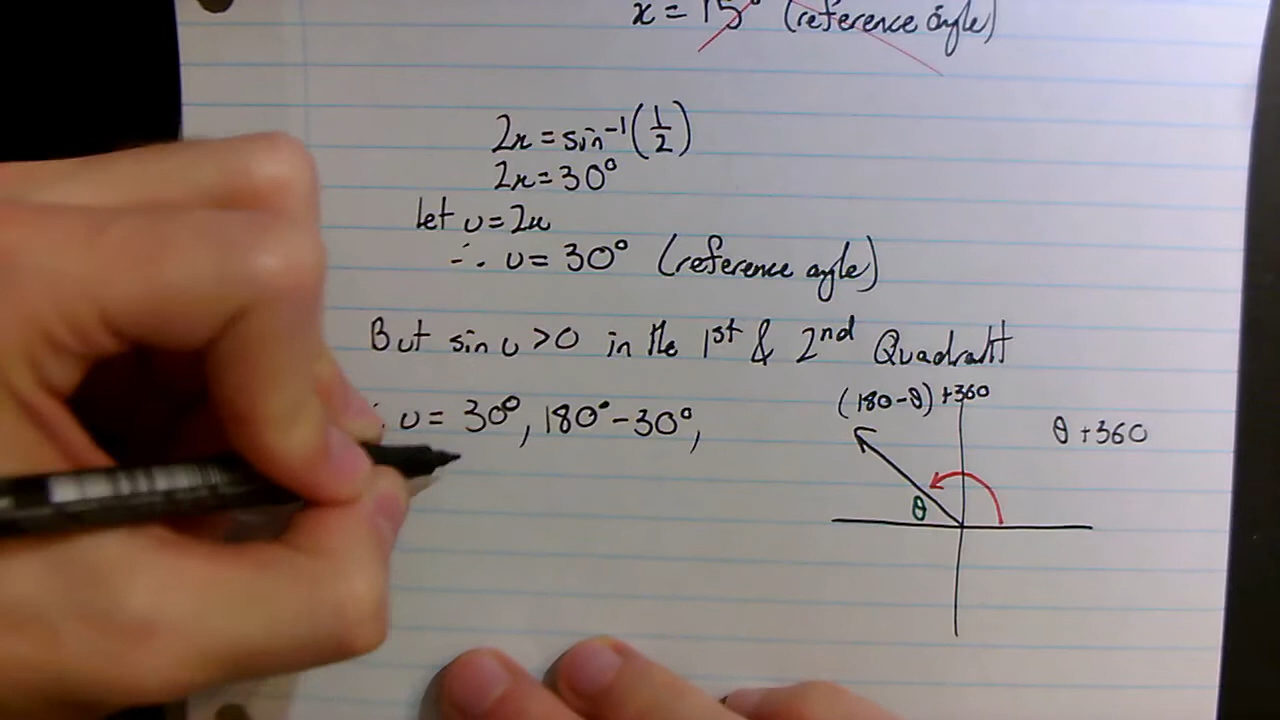 x = 15° (reference angle)
2x = sin⁻¹(1/2)
2x = 30°
let u = 2x
∴ u = 30° (reference angle)
But sin u > 0 in the 1st & 2nd Quadrant
∴ u = 30°, 180° - 30°,
(180 - θ) + 360
θ + 360
θ